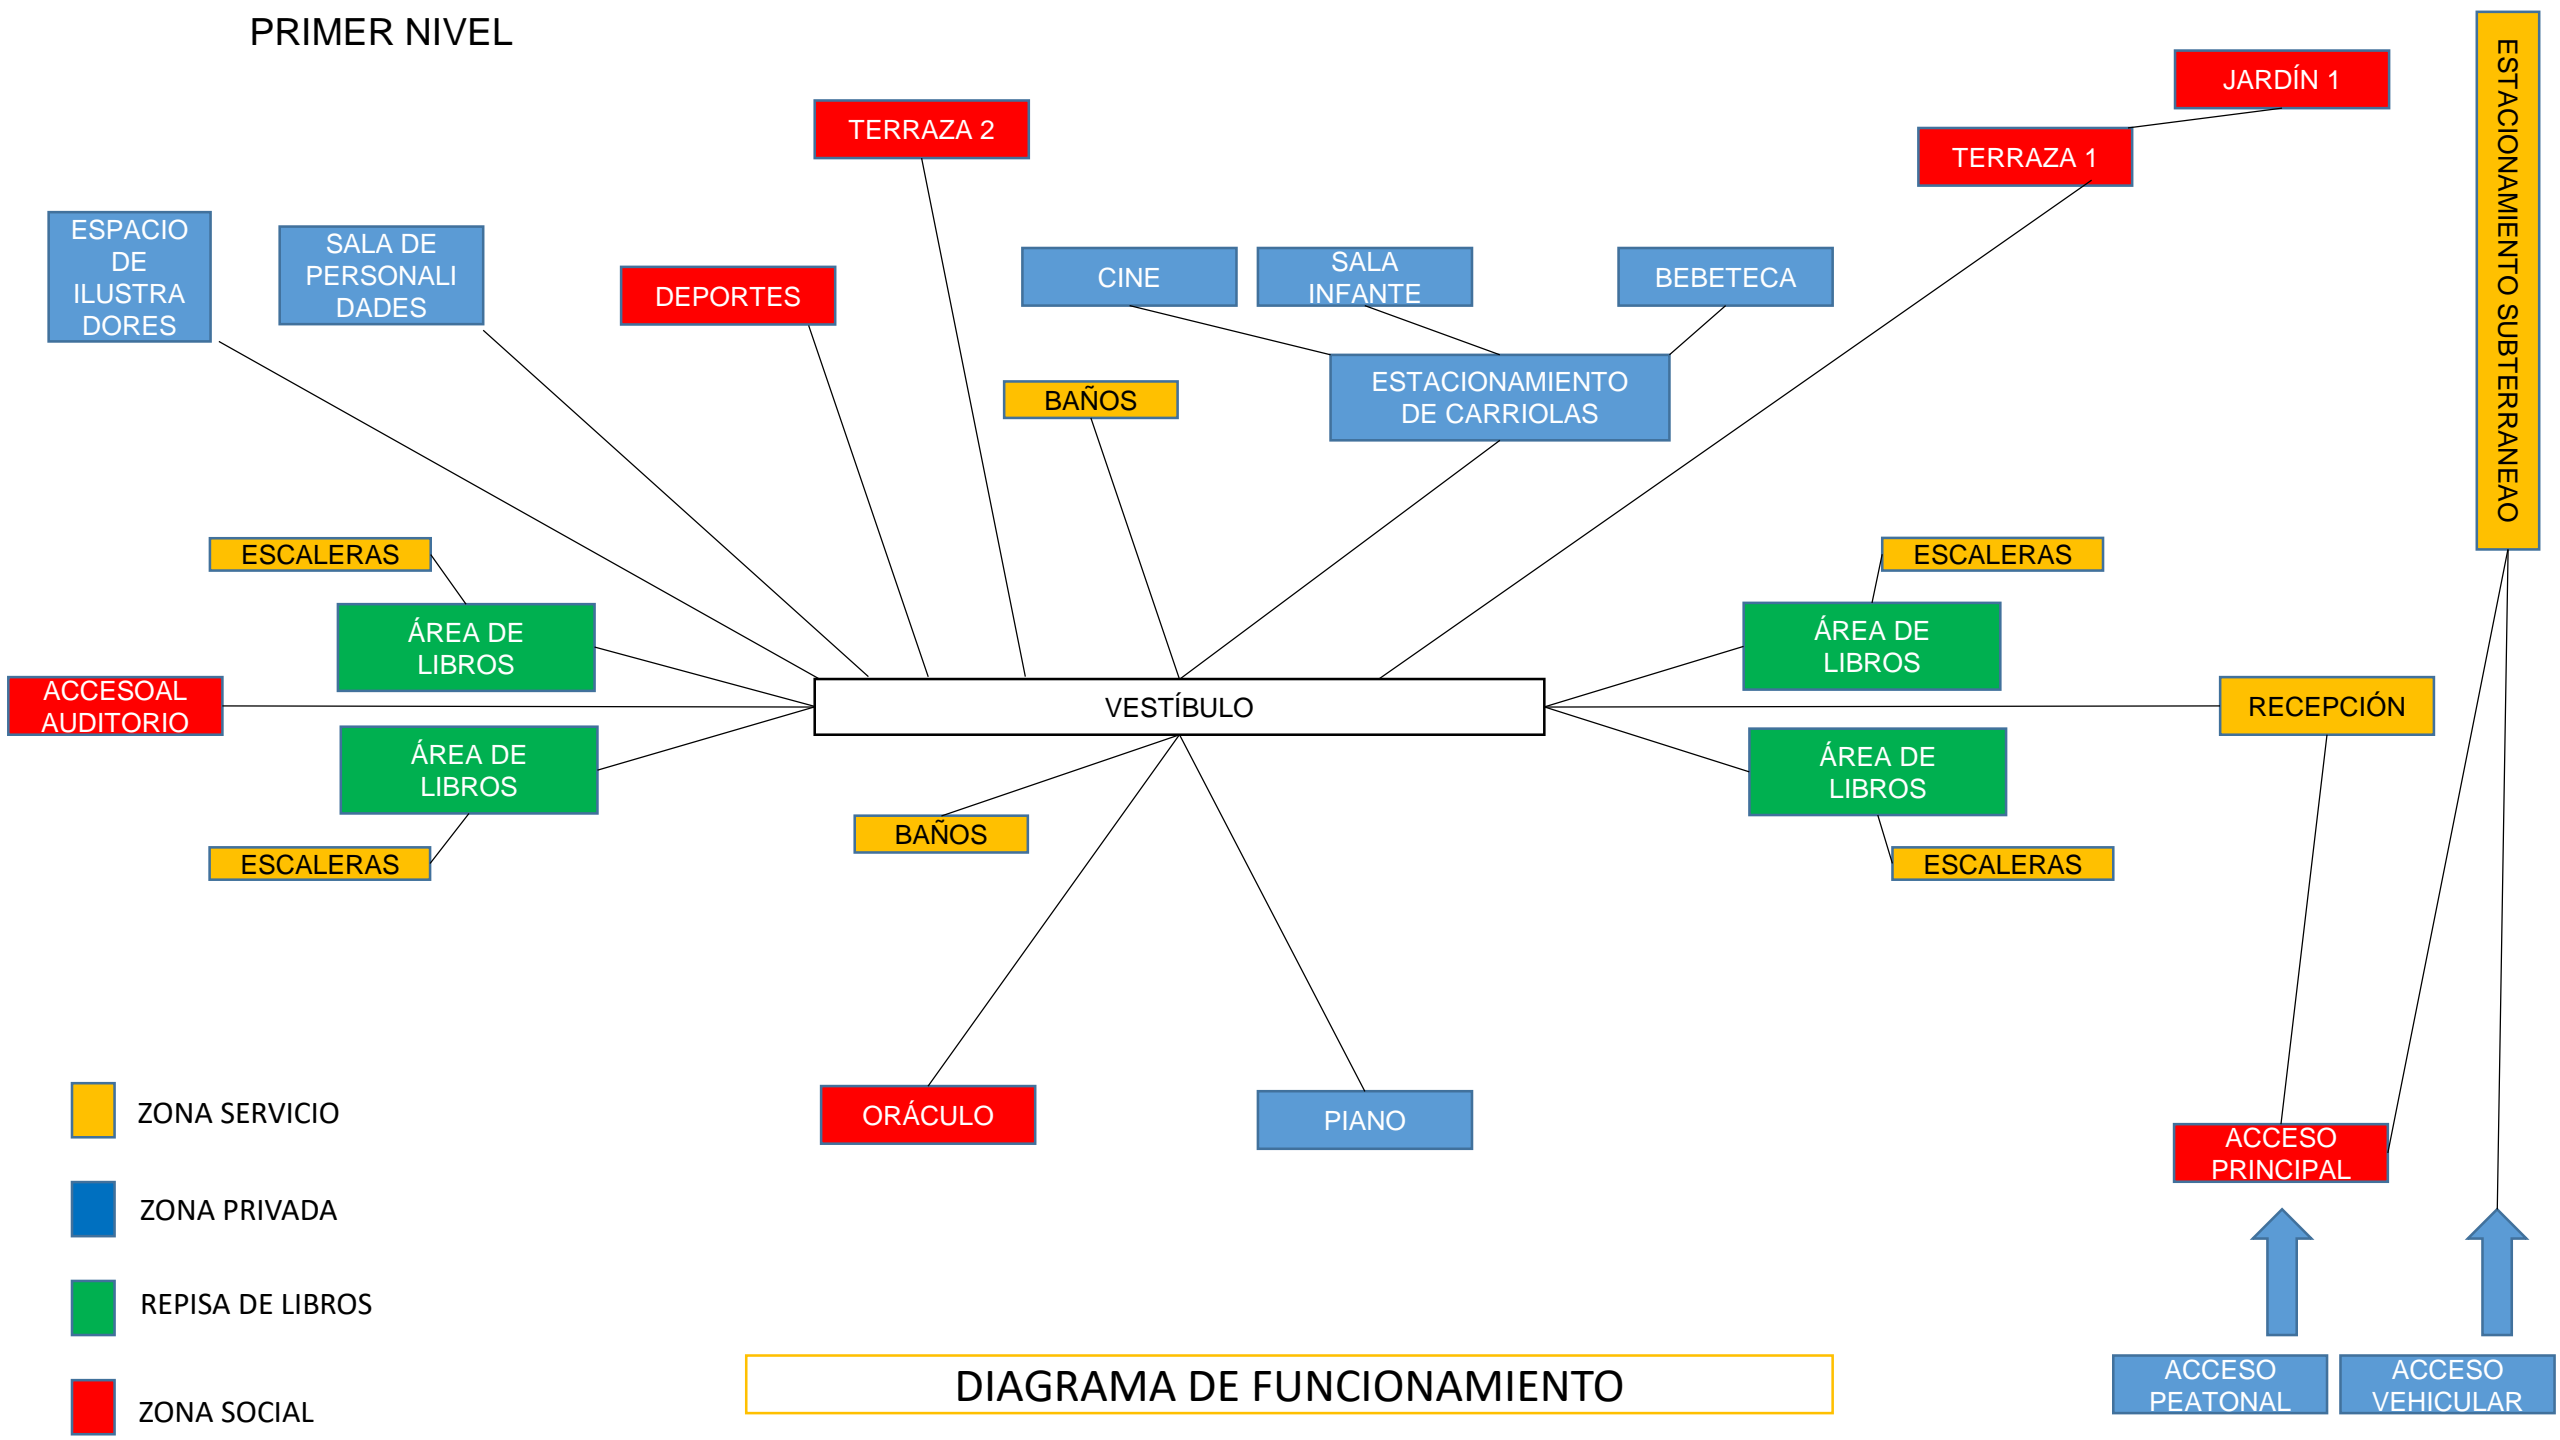 PRIMER NIVEL
JARDÍN 1
TERRAZA 2
TERRAZA 1
ESTACIONAMIENTO SUBTERRANEAO
ESPACIO
DE
ILUSTRA
DORES
SALA DE
PERSONALI
DADES
DEPORTES
CINE
SALA
INFANTE
BEBETECA
BAÑOS
ESTACIONAMIENTO
DE CARRIOLAS
ESCALERAS
ESCALERAS
ÁREA DE
LIBROS
ÁREA DE
LIBROS
ACCESOAL
AUDITORIO
VESTÍBULO
RECEPCIÓN
ÁREA DE
LIBROS
ÁREA DE
LIBROS
BAÑOS
ESCALERAS
ESCALERAS
ORÁCULO
PIANO
ACCESO
PRINCIPAL
ZONA SERVICIO
ZONA PRIVADA
REPISA DE LIBROS
ZONA SOCIAL
DIAGRAMA DE FUNCIONAMIENTO
ACCESO
PEATONAL
ACCESO
VEHICULAR